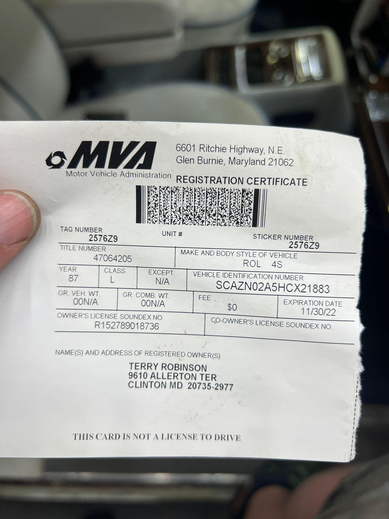 MVA
Motor Vehicle Administration
6601 Ritchie Highway, N.E.
Glen Burnie, Maryland 21062
REGISTRATION CERTIFICATE
TAG NUMBER UNIT # STICKER NUMBER
2576Z9 2576Z9
TITLE NUMBER MAKE AND BODY STYLE OF VEHICLE
47064205 ROL 4S
YEAR CLASS EXCEPT VEHICLE IDENTIFICATION NUMBER
87 L N/A SCAZN02A5HCX21883
GR. VEH. WT. GR. COMB. WT. FEE EXPIRATION DATE
00N/A 00N/A $0 11/30/22
OWNER'S LICENSE SOUNDEX NO. CO-OWNER'S LICENSE SOUNDEX NO.
R152789018736
NAME(S) AND ADDRESS OF REGISTERED OWNER(S)
TERRY ROBINSON
9610 ALLERTON TER
CLINTON MD 20735-2977
THIS CARD IS NOT A LICENSE TO DRIVE